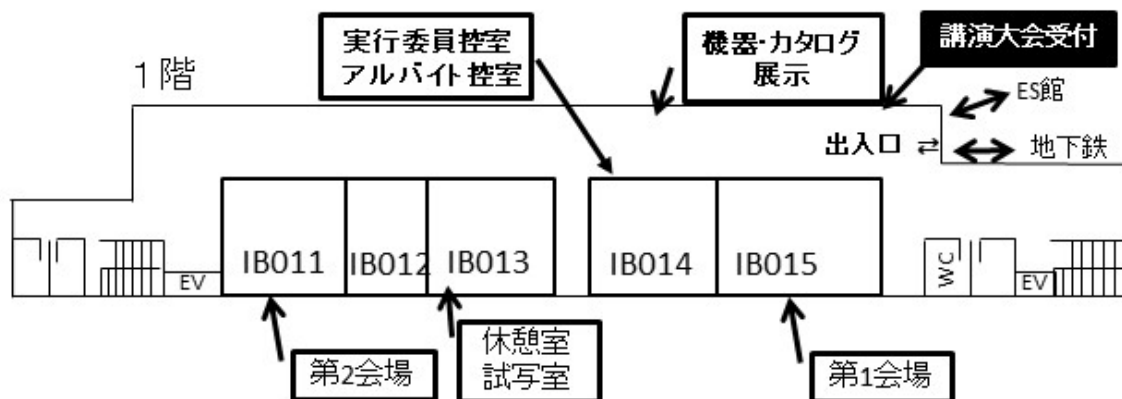 実行委員控室
アルバイト控室
機器・カタログ
展示
講演大会受付
1階
ES館
出入口 ⇄
地下鉄
IB011
IB012
IB013
IB014
IB015
EV
WC
EV
第2会場
休憩室
試写室
第1会場